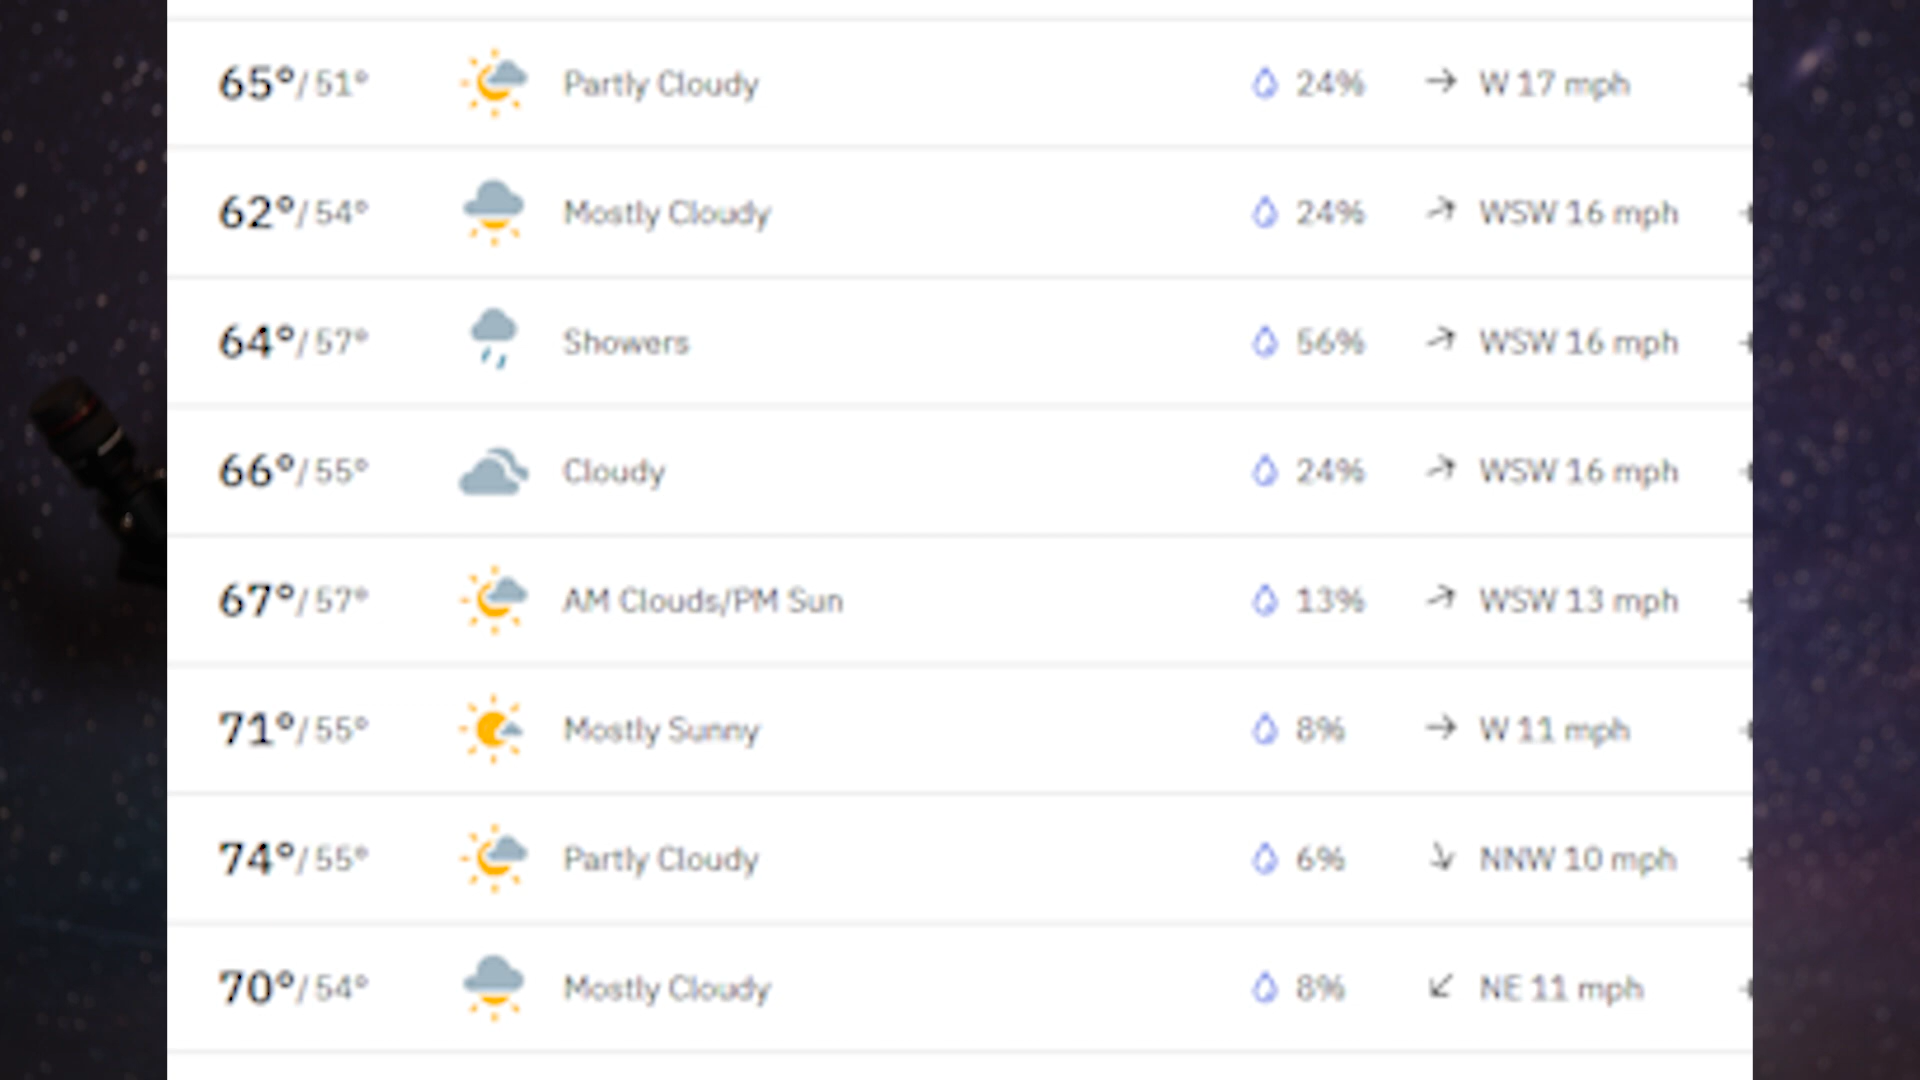 65°/ 51° Partly Cloudy 24% W 17 mph
62°/ 54° Mostly Cloudy 24% WSW 16 mph
64°/ 57° Showers 56% WSW 16 mph
66°/ 55° Cloudy 24% WSW 16 mph
67°/ 57° AM Clouds/PM Sun 13% WSW 13 mph
71°/ 55° Mostly Sunny 8% W 11 mph
74°/ 55° Partly Cloudy 6% NNW 10 mph
70°/ 54° Mostly Cloudy 8% NE 11 mph